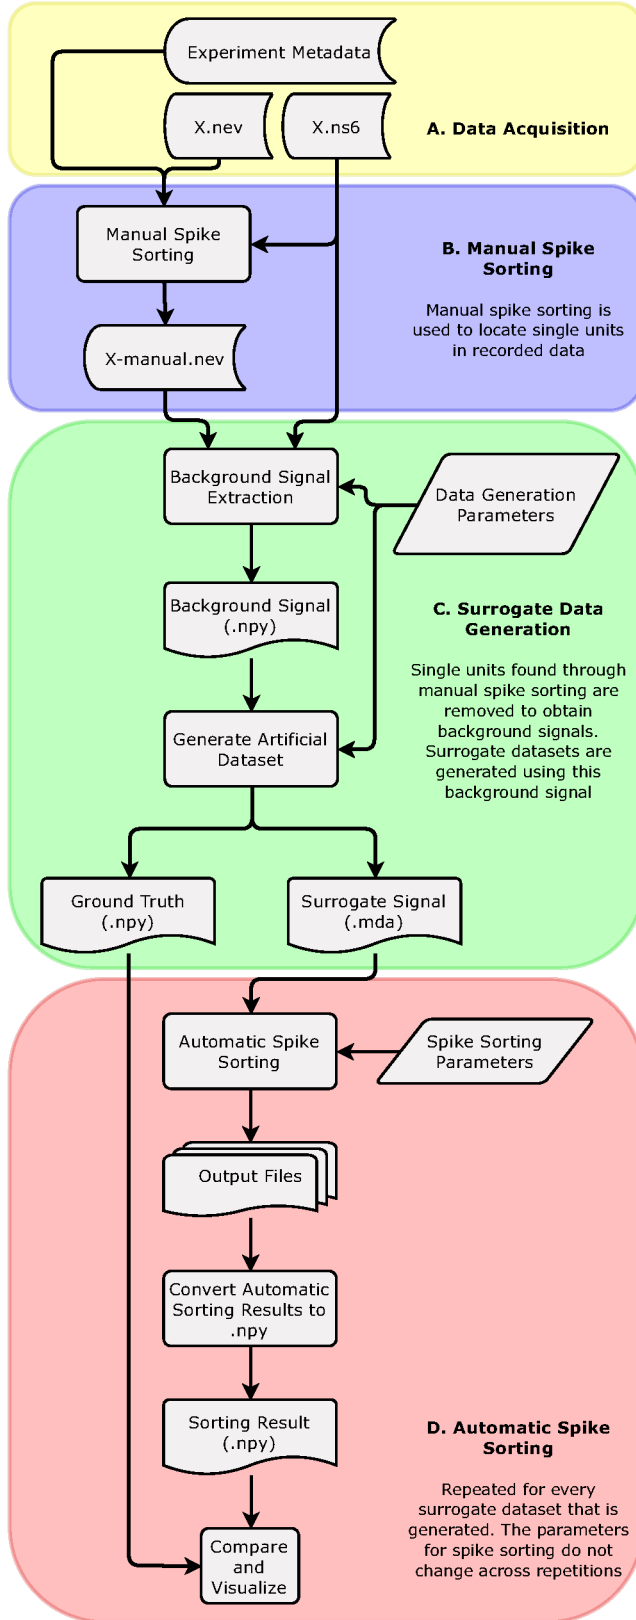 Experiment Metadata
X.nev
X.ns6
A. Data Acquisition
Manual Spike
Sorting
B. Manual Spike
Sorting
Manual spike sorting is
used to locate single units
in recorded data
X-manual.nev
Background Signal
Extraction
Data Generation
Parameters
Background Signal
(.npy)
C. Surrogate Data
Generation
Single units found through
manual spike sorting are
removed to obtain
background signals.
Surrogate datasets are
generated using this
background signal
Generate Artificial
Dataset
Ground Truth
(.npy)
Surrogate Signal
(.mda)
Automatic Spike
Sorting
Spike Sorting
Parameters
Output Files
Convert Automatic
Sorting Results to
.npy
Sorting Result
(.npy)
D. Automatic Spike
Sorting
Repeated for every
surrogate dataset that is
generated. The parameters
for spike sorting do not
change across repetitions
Compare
and
Visualize